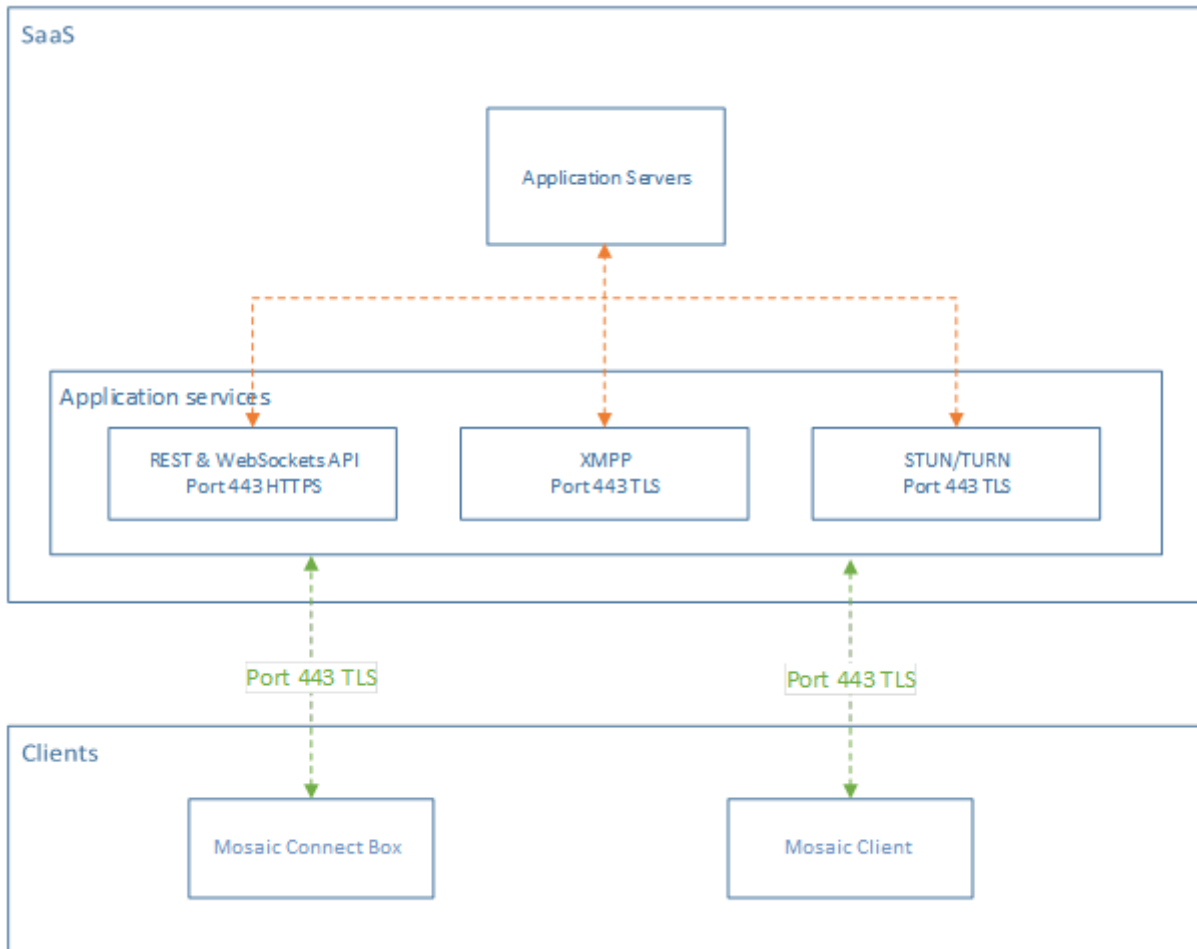 SaaS
Application Servers
Application services
REST & WebSockets API
Port 443 HTTPS
XMPP
Port 443 TLS
STUN/TURN
Port 443 TLS
Port 443 TLS
Port 443 TLS
Clients
Mosaic Connect Box
Mosaic Client